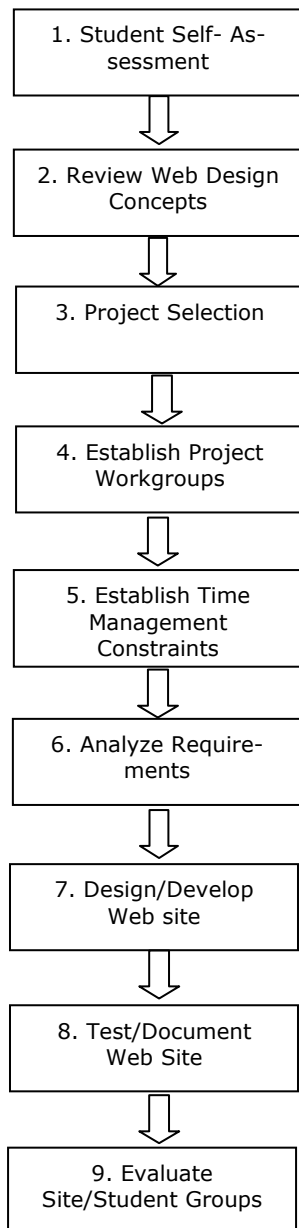 1. Student Self- As-
sessment
2. Review Web Design
Concepts
3. Project Selection
4. Establish Project
Workgroups
5. Establish Time
Management
Constraints
6. Analyze Require-
ments
7. Design/Develop
Web site
8. Test/Document
Web Site
9. Evaluate
Site/Student Groups